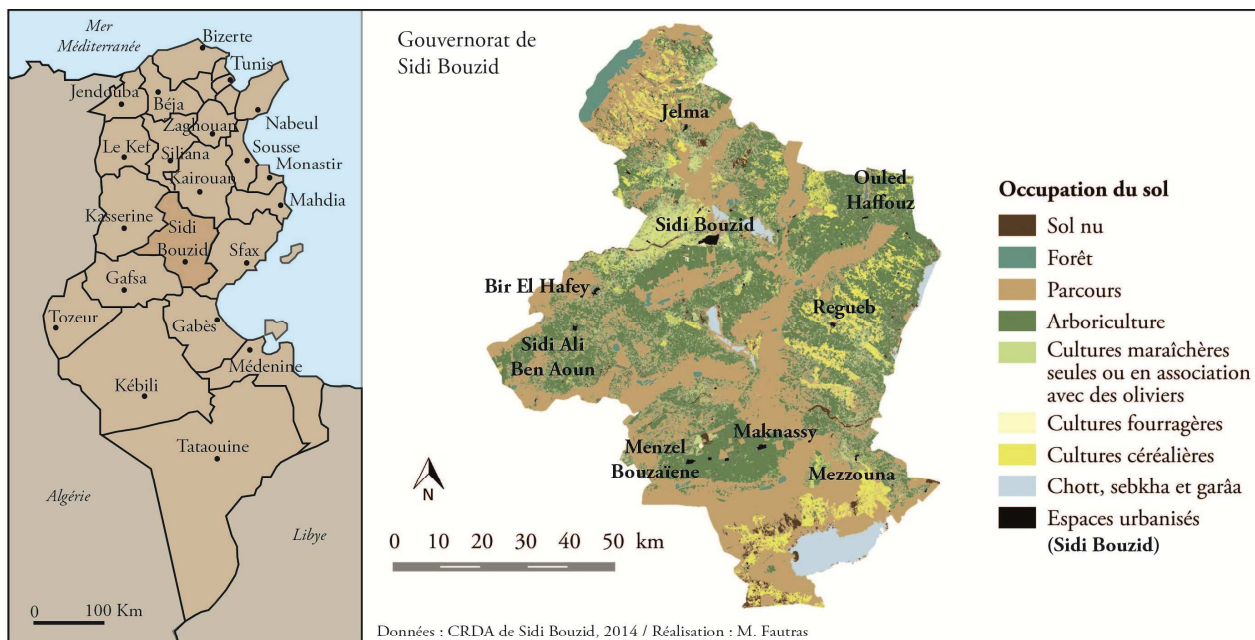 Mer
Méditerranée
Bizerte
Tunis
Jendouba
Béja
Nabeul
Zaghouan
Le Kef
Siliana
Sousse
Monastir
Kairouan
Mahdia
Kasserine
Sidi
Bouzid
Sfax
Gafsa
Tozeur
Gabès
Médenine
Kébili
Tataouine
Algérie
Libye
0 100 Km
Gouvernorat de
Sidi Bouzid
Jelma
Ouled
Haffouz
Sidi Bouzid
Bir El Hafey
Regueb
Sidi Ali
Ben Aoun
Maknassy
Menzel
Bouzaïene
Mezzouna
N
0 10 20 30 40 50 km
Occupation du sol
Sol nu
Forêt
Parcours
Arboriculture
Cultures maraîchères
seules ou en association
avec des oliviers
Cultures fourragères
Cultures céréalières
Chott, sebkha et garâa
Espaces urbanisés
(Sidi Bouzid)
Données : CRDA de Sidi Bouzid, 2014 / Réalisation : M. Fautras